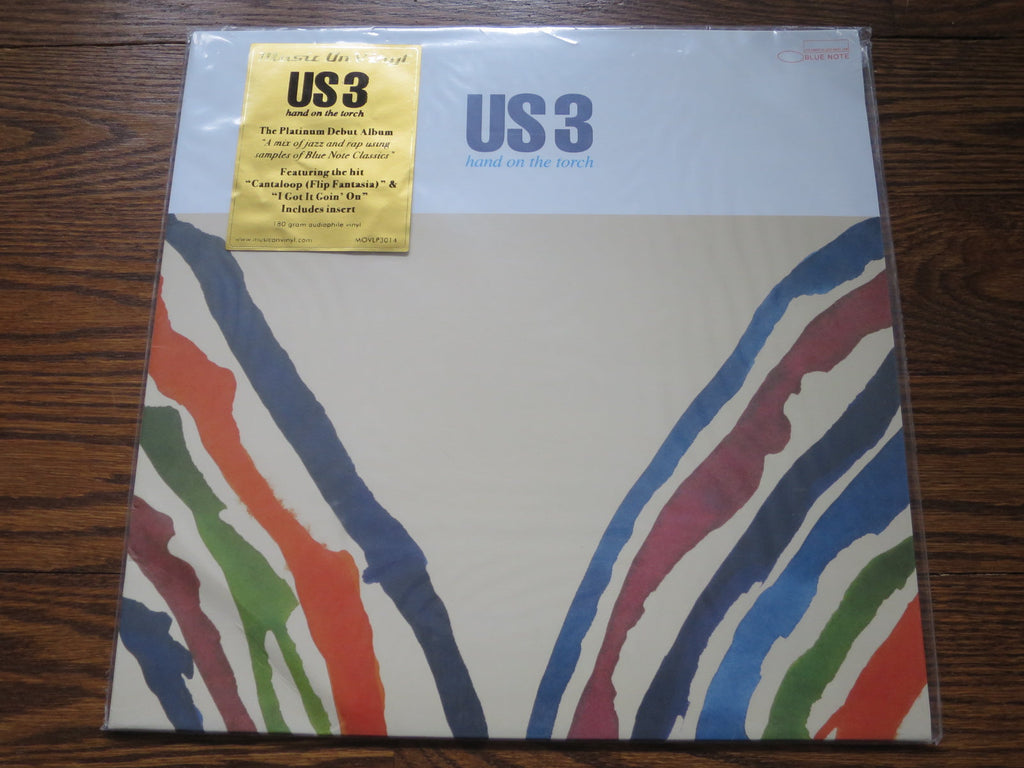 Music On Vinyl
US3
hand on the torch
The Platinum Debut Album
"A mix of jazz and rap using
samples of Blue Note Classics"
Featuring the hit
"Cantaloop (Flip Fantasia)" &
"I Got It Goin' On"
Includes insert
180 gram audiophile vinyl
www.musiconvinyl.com MOVLP3014
US3
hand on the torch
BLUE NOTE